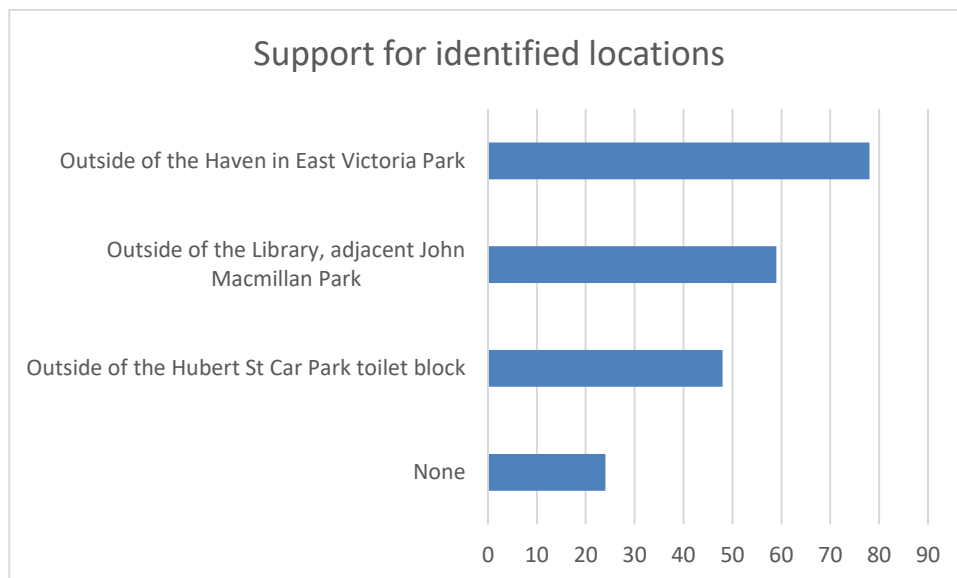 Support for identified locations
Outside of the Haven in East Victoria Park
Outside of the Library, adjacent John
Macmillan Park
Outside of the Hubert St Car Park toilet block
None
0 10 20 30 40 50 60 70 80 90